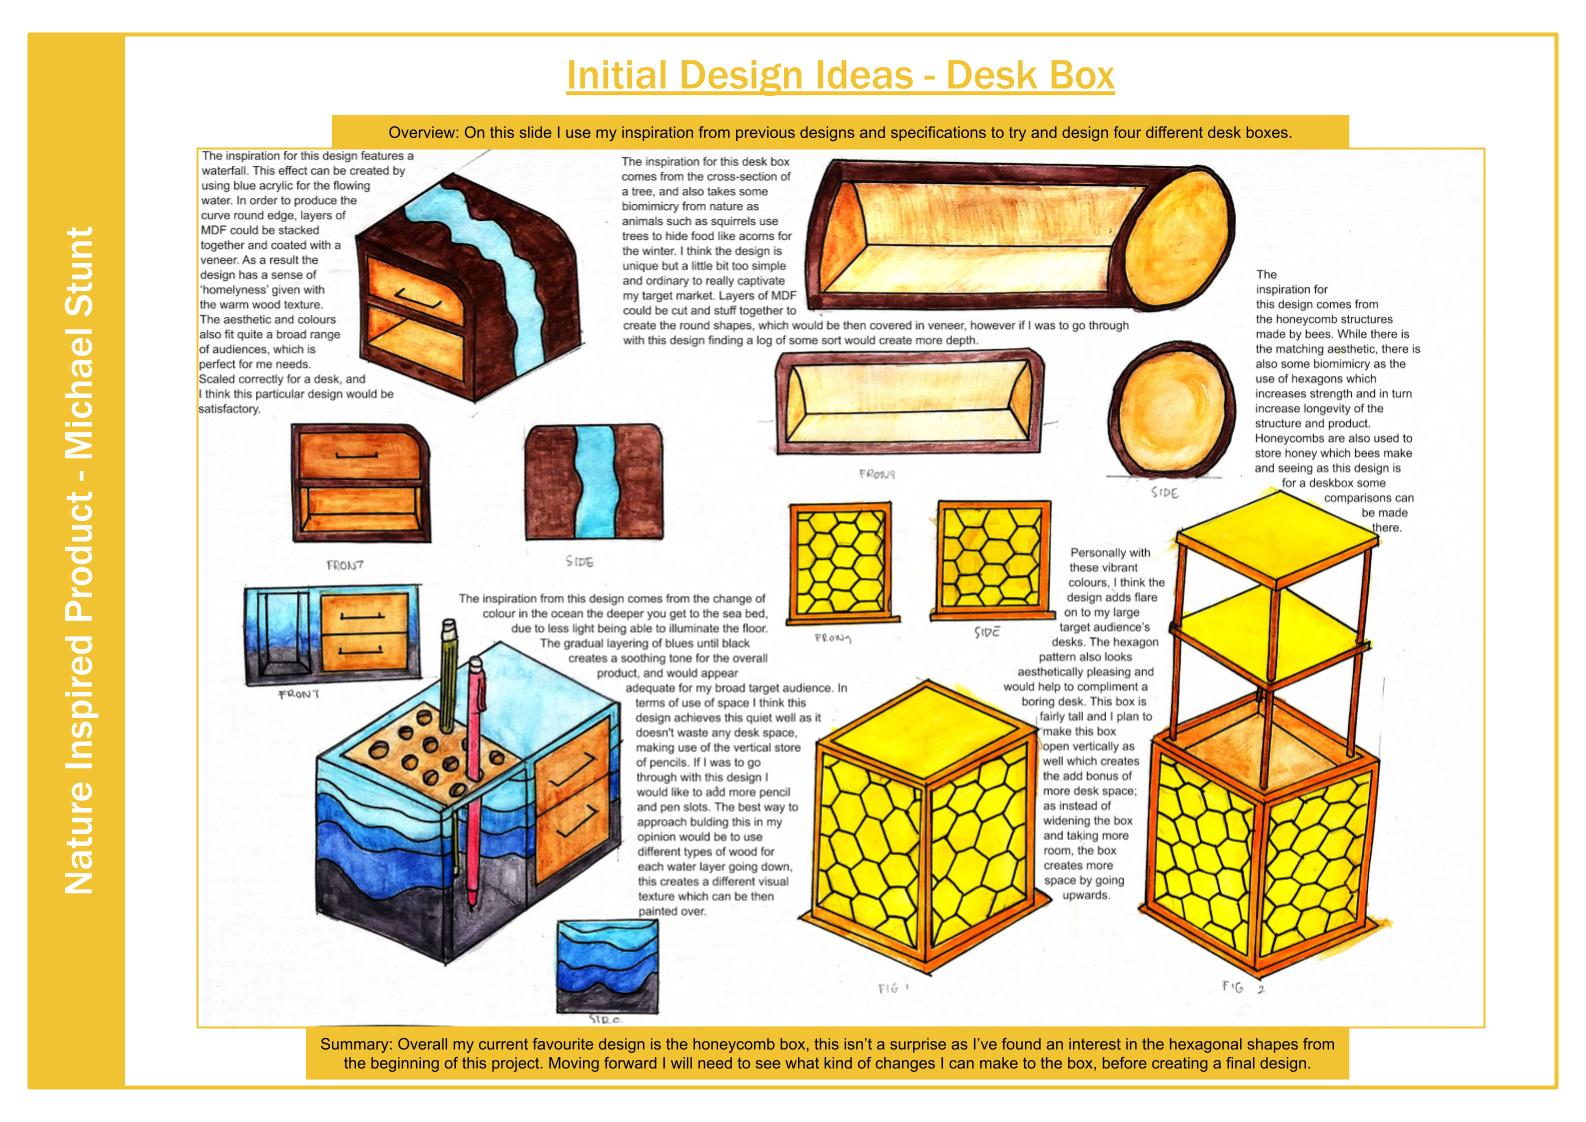 Initial Design Ideas - Desk Box
Nature Inspired Product - Michael Stunt
Overview: On this slide I use my inspiration from previous designs and specifications to try and design four different desk boxes.
The inspiration for this design features a
waterfall. This effect can be created by
using blue acrylic for the flowing
water. In order to produce the
curve round edge, layers of
MDF could be stacked
together and coated with a
veneer. As a result the
design has a sense of
‘homelyness’ given with
the warm wood texture.
The aesthetic and colours
also fit quite a broad range
of audiences, which is
perfect for me needs.
Scaled correctly for a desk, and
I think this particular design would be
satisfactory.
FRONT
SIDE
The inspiration for this desk box
comes from the cross-section of
a tree, and also takes some
biomimicry from nature as
animals such as squirrels use
trees to hide food like acorns for
the winter. I think the design is
unique but a little bit too simple
and ordinary to really captivate
my target market. Layers of MDF
could be cut and stuff together to
create the round shapes, which would be then covered in veneer, however if I was to go through
with this design finding a log of some sort would create more depth.
FRONT
SIDE
The
inspiration for
this design comes from
the honeycomb structures
made by bees. While there is
the matching aesthetic, there is
also some biomimicry as the
use of hexagons which
increases strength and in turn
increase longevity of the
structure and product.
Honeycombs are also used to
store honey which bees make
and seeing as this design is
for a deskbox some
comparisons can
be made
there.
FRONT
SIDE
Personally with
these vibrant
colours, I think the
design adds flare
on to my large
target audience's
desks. The hexagon
pattern also looks
aesthetically pleasing and
would help to compliment a
boring desk. This box is
fairly tall and I plan to
make this box
open vertically as
well which creates
the add bonus of
more desk space;
as instead of
widening the box
and taking more
room, the box
creates more
space by going
upwards.
FIG 1
FIG 2
FRONT
The inspiration from this design comes from the change of
colour in the ocean the deeper you get to the sea bed,
due to less light being able to illuminate the floor.
The gradual layering of blues until black
creates a soothing tone for the overall
product, and would appear
adequate for my broad target audience. In
terms of use of space I think this
design achieves this quiet well as it
doesn't waste any desk space,
making use of the vertical store
of pencils. If I was to go
through with this design I
would like to add more pencil
and pen slots. The best way to
approach bulding this in my
opinion would be to use
different types of wood for
each water layer going down,
this creates a different visual
texture which can be then
painted over.
SIDE
Summary: Overall my current favourite design is the honeycomb box, this isn’t a surprise as I’ve found an interest in the hexagonal shapes from
the beginning of this project. Moving forward I will need to see what kind of changes I can make to the box, before creating a final design.